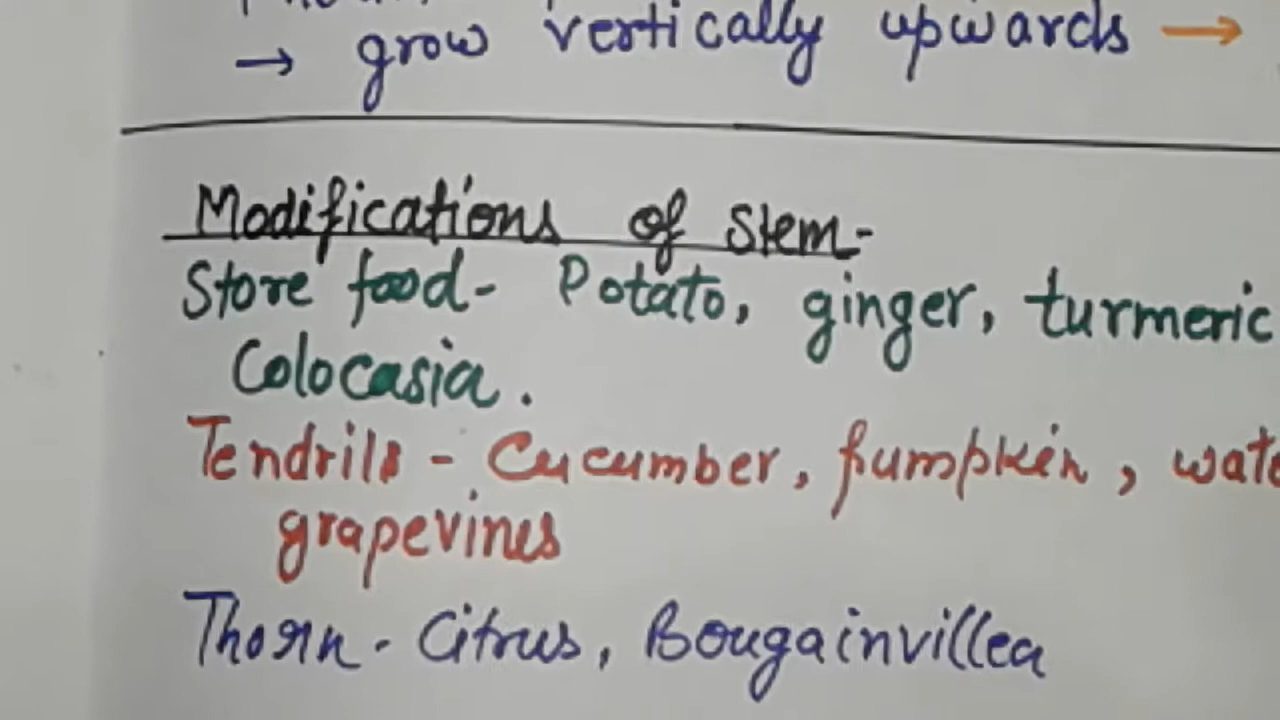 → grow vertically upwards →
Modifications of Stem-
Store food- Potato, ginger, turmeric
Colocasia.
Tendrils - Cucumber, pumpkin, wate
grapevines
Thorn - Citrus, Bougainvillea